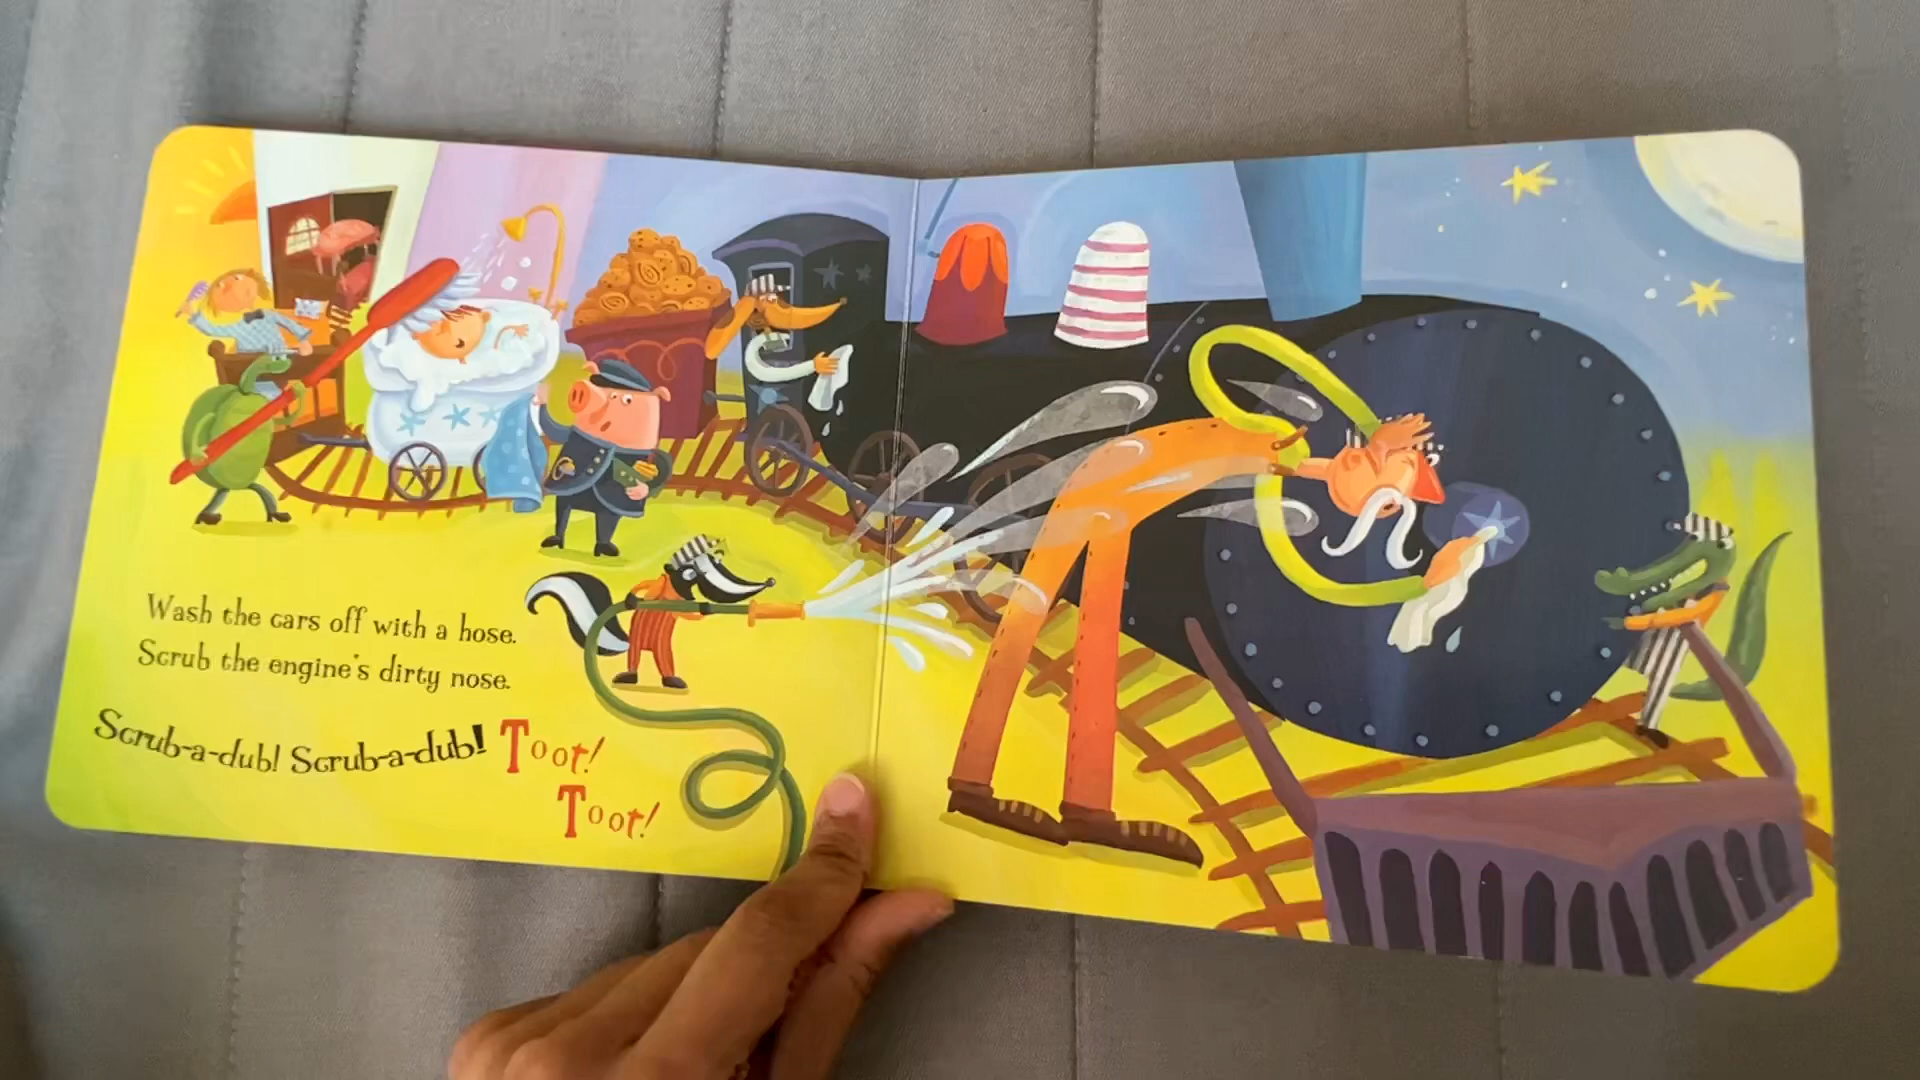 Wash the cars off with a hose.
Scrub the engine's dirty nose.
Scrub-a-dub! Scrub-a-dub! Toot!
Toot!